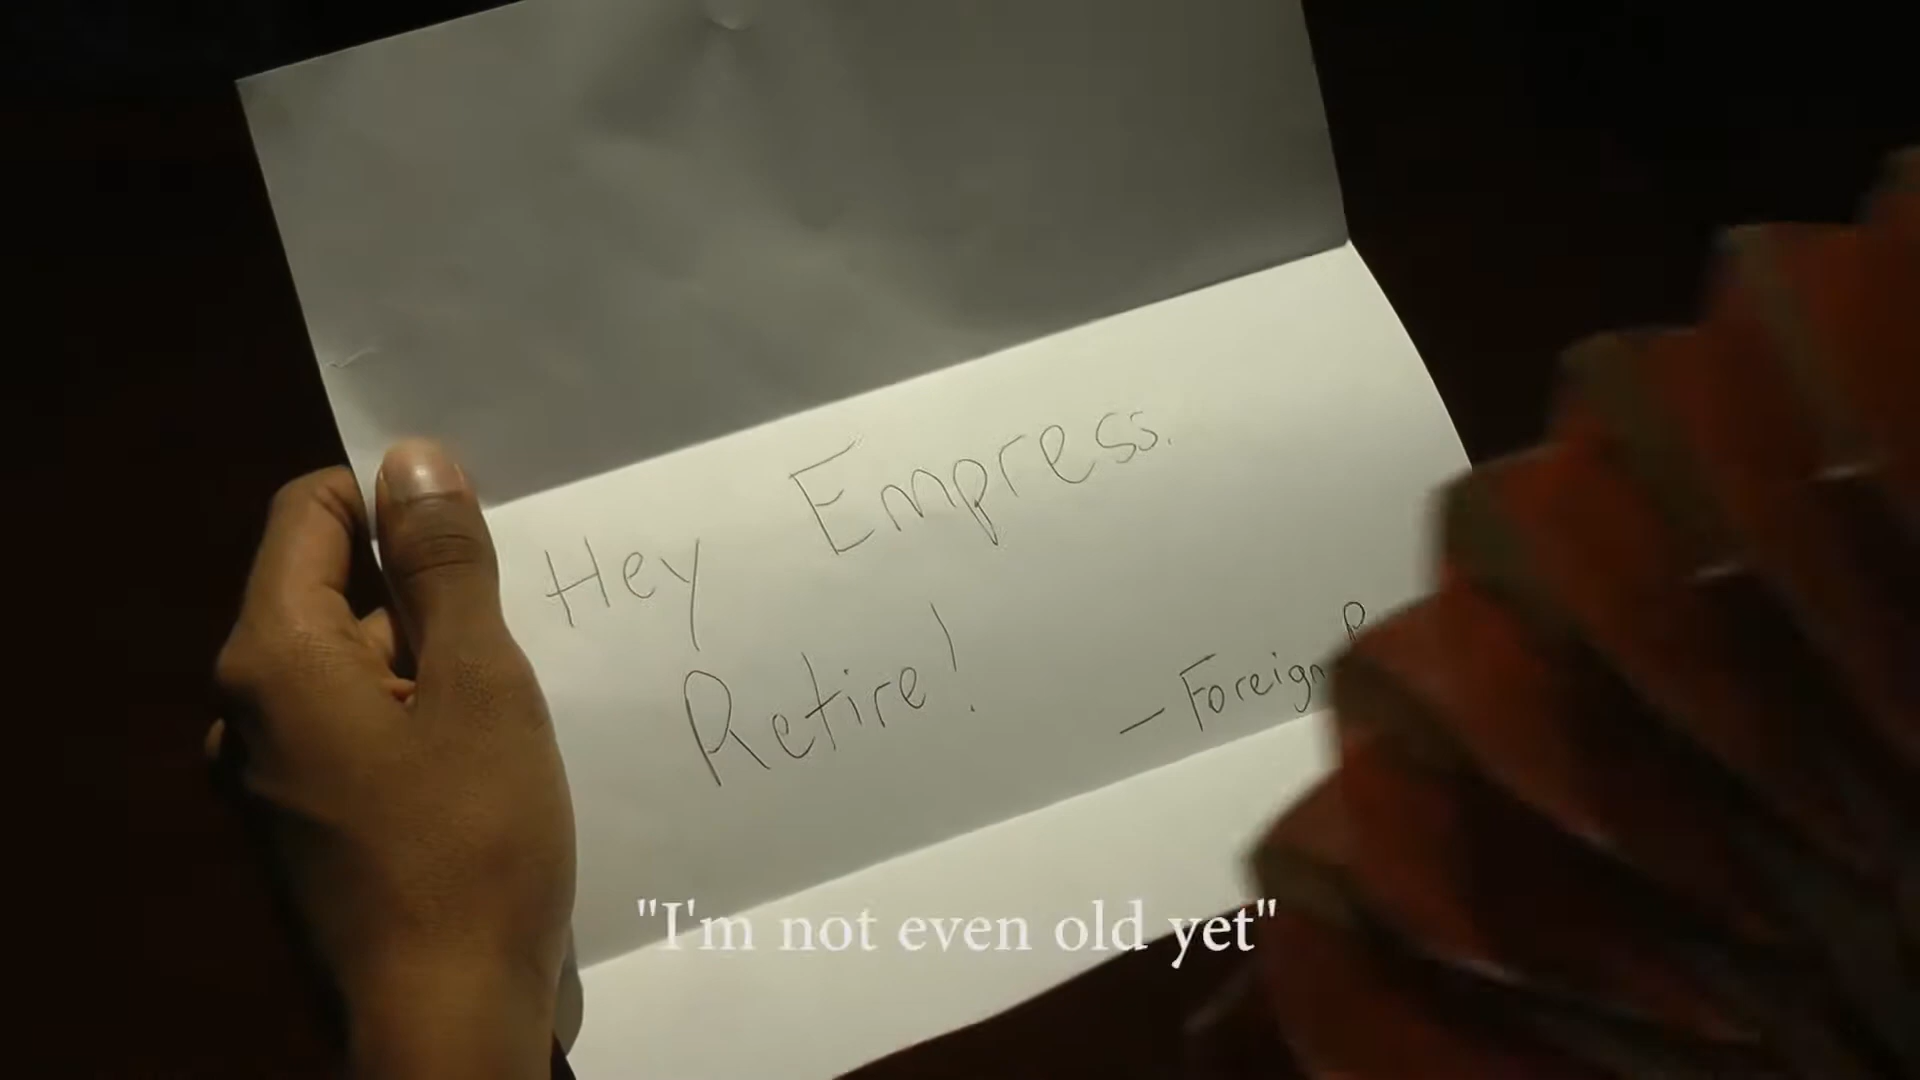 Hey Empress.
Retire!
— Foreign
"I'm not even old yet"